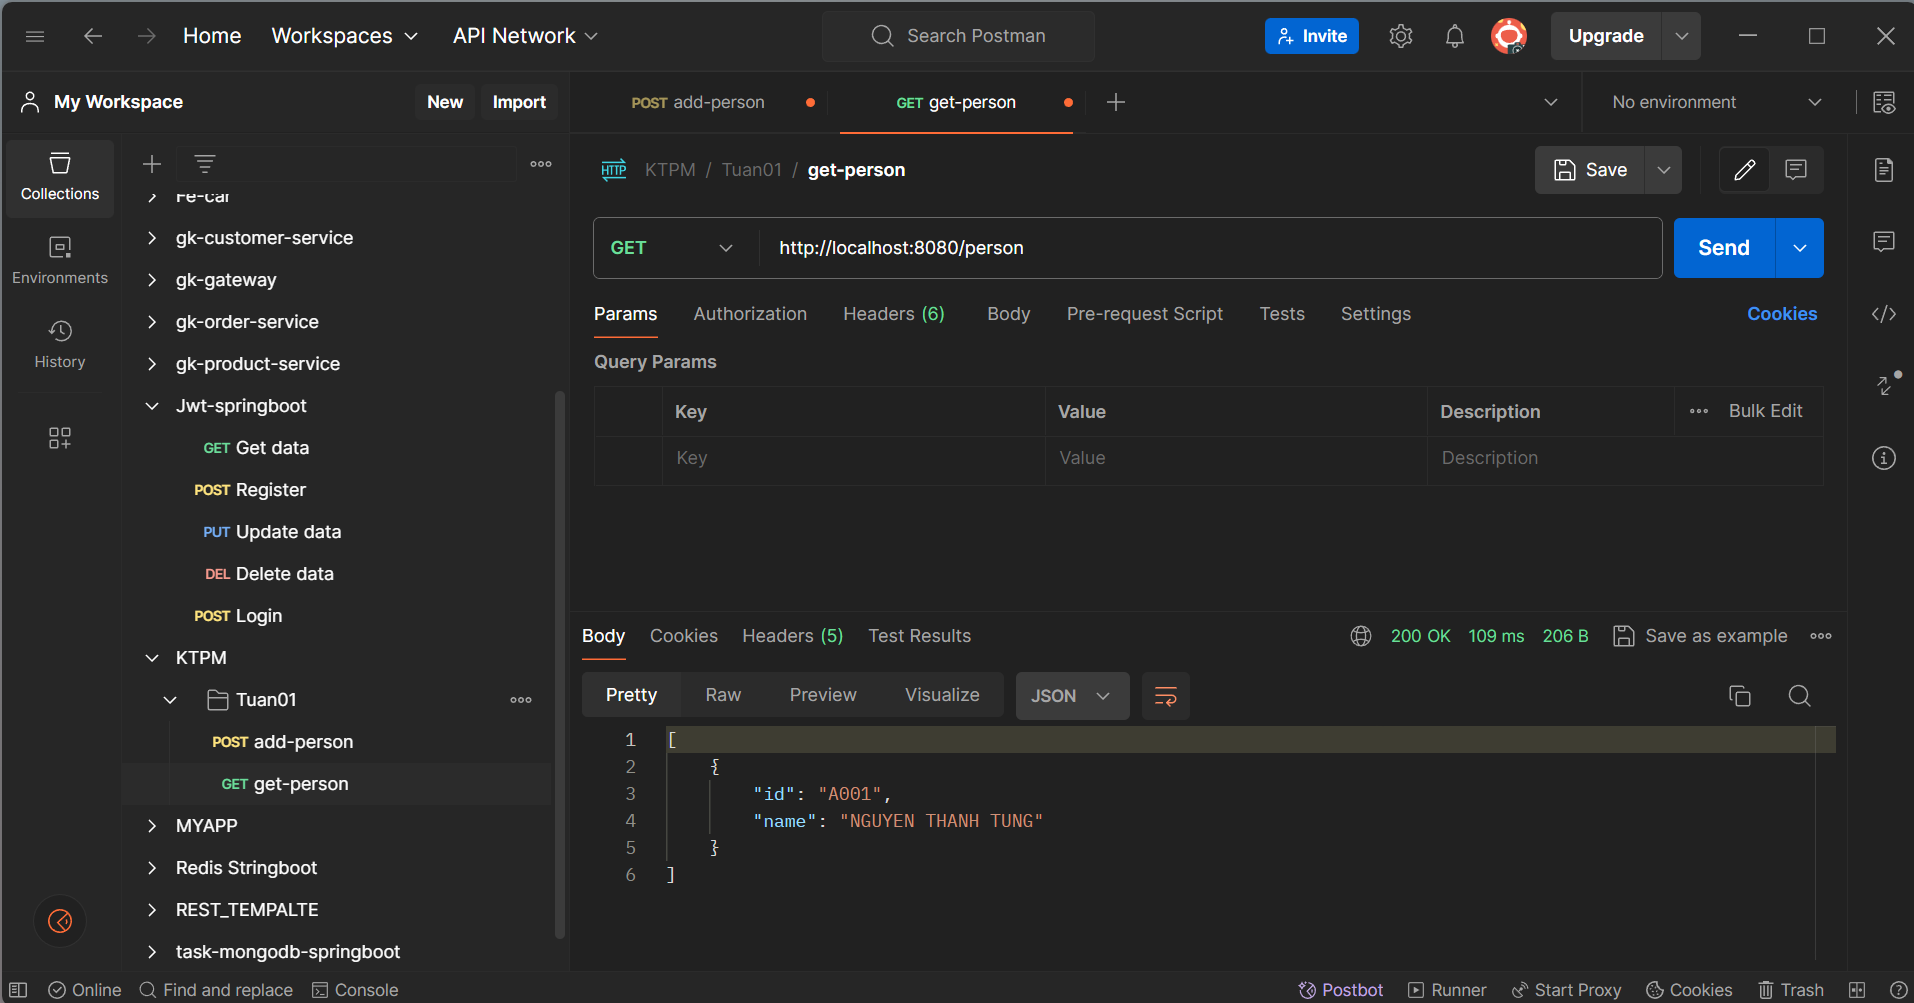 Home Workspaces API Network Search Postman Invite Upgrade
My Workspace New Import POST add-person GET get-person No environment
Collections
Environments
History
Fe-car
gk-customer-service
gk-gateway
gk-order-service
gk-product-service
Jwt-springboot
GET Get data
POST Register
PUT Update data
DEL Delete data
POST Login
KTPM
Tuan01
POST add-person
GET get-person
MYAPP
Redis Stringboot
REST_TEMPALTE
task-mongodb-springboot
HTTP KTPM / Tuan01 / get-person Save
GET http://localhost:8080/person Send
Params Authorization Headers (6) Body Pre-request Script Tests Settings Cookies
Query Params
Key Value Description Bulk Edit
Key Value Description
Body Cookies Headers (5) Test Results 200 OK 109 ms 206 B Save as example
Pretty Raw Preview Visualize JSON
1 [
2 {
3 "id": "A001",
4 "name": "NGUYEN THANH TUNG"
5 }
6 ]
Online Find and replace Console Postbot Runner Start Proxy Cookies Trash